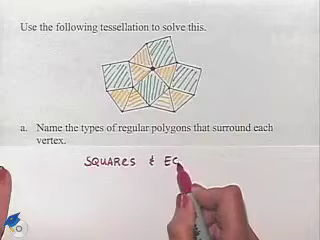 Use the following tessellation to solve this.
a. Name the types of regular polygons that surround each
vertex.
SQUARES & EQ